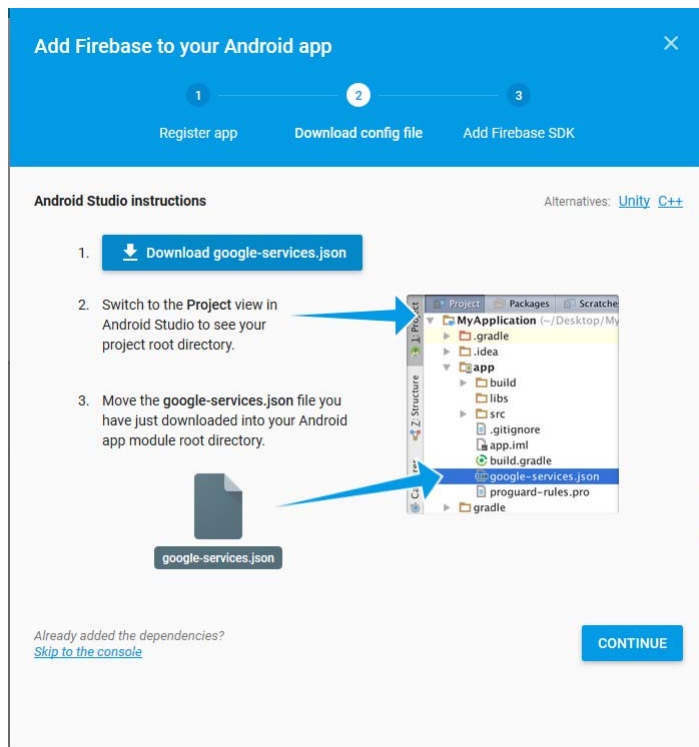 Add Firebase to your Android app
1
2
3
Register app
Download config file
Add Firebase SDK
Android Studio instructions
Alternatives: Unity C++
1. Download google-services.json
2. Switch to the Project view in
Android Studio to see your
project root directory.
3. Move the google-services.json file you
have just downloaded into your Android
app module root directory.
google-services.json
Project Packages Scratche
1: Project
MyApplication (~/Desktop/My
.gradle
.idea
app
build
libs
src
.gitignore
app.iml
build.gradle
google-services.json
proguard-rules.pro
gradle
Z: Structure
Already added the dependencies?
Skip to the console
CONTINUE